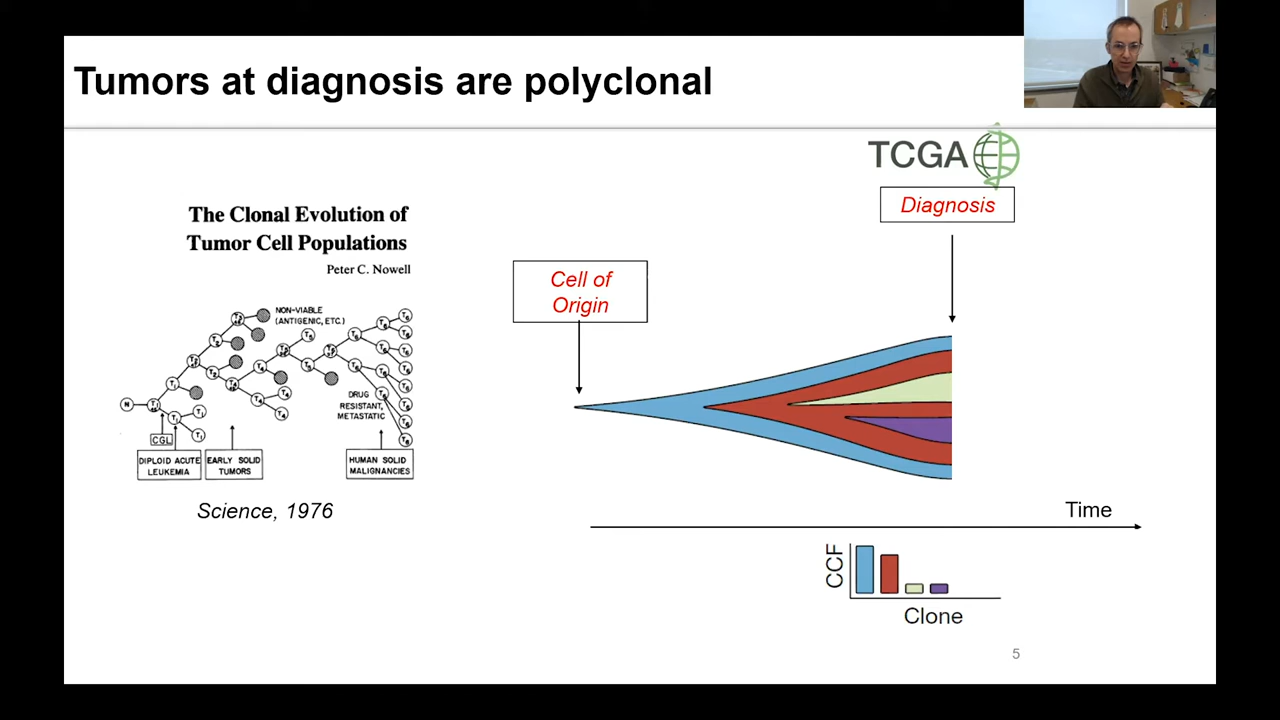 Tumors at diagnosis are polyclonal
TCGA
Diagnosis
The Clonal Evolution of
Tumor Cell Populations
Peter C. Nowell
Cell of
Origin
NON-VIABLE
(ANTIGENIC, ETC.)
DRUG
RESISTANT,
METASTATIC
N
CGL
DIPLOID ACUTE
LEUKEMIA
EARLY SOLID
TUMORS
HUMAN SOLID
MALIGNANCIES
Science, 1976
Time
CCF
Clone
5